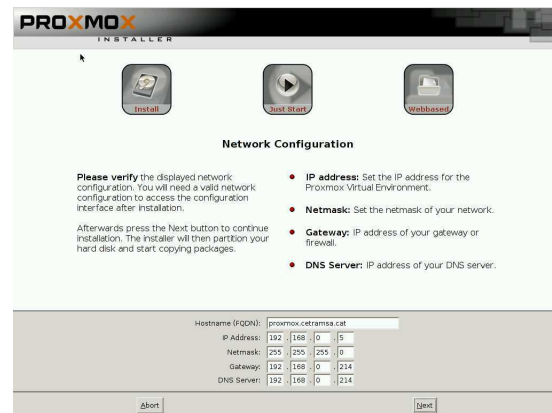 PROXMOX
INSTALLER
Install
Just Start
Webbased
Network Configuration
Please verify the displayed network
configuration. You will need a valid network
configuration to access the configuration
interface after installation.
Afterwards press the Next button to continue
installation. The installer will then partition your
hard disk and start copying packages.
IP address: Set the IP address for the
Proxmox Virtual Environment.
Netmask: Set the netmask of your network.
Gateway: IP address of your gateway or
firewall.
DNS Server: IP address of your DNS server.
Hostname (FQDN): proxmox.cetramsa.cat
IP Address: 192 . 168 . 0 . 5
Netmask: 255 . 255 . 255 . 0
Gateway: 192 . 168 . 0 . 214
DNS Server: 192 . 168 . 0 . 214
Abort
Next